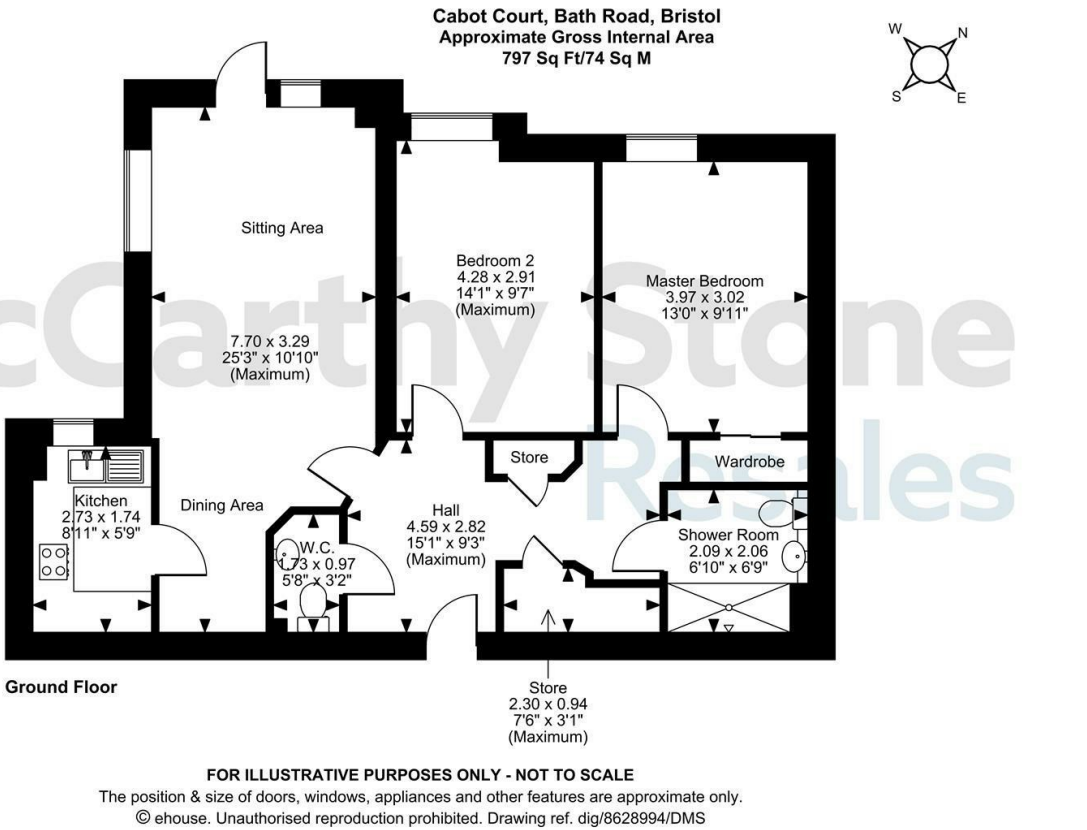 Cabot Court, Bath Road, Bristol
Approximate Gross Internal Area
797 Sq Ft/74 Sq M
W
N
S
E
Sitting Area
7.70 x 3.29
25'3" x 10'10"
(Maximum)
Bedroom 2
4.28 x 2.91
14'1" x 9'7"
(Maximum)
Master Bedroom
3.97 x 3.02
13'0" x 9'11"
cCarthy Stone
Resales
Store
Wardrobe
Kitchen
2.73 x 1.74
8'11" x 5'9"
Dining Area
Hall
4.59 x 2.82
15'1" x 9'3"
(Maximum)
W.C.
1.73 x 0.97
5'8" x 3'2"
Shower Room
2.09 x 2.06
6'10" x 6'9"
Ground Floor
Store
2.30 x 0.94
7'6" x 3'1"
(Maximum)
FOR ILLUSTRATIVE PURPOSES ONLY - NOT TO SCALE
The position & size of doors, windows, appliances and other features are approximate only.
© ehouse. Unauthorised reproduction prohibited. Drawing ref. dig/8628994/DMS